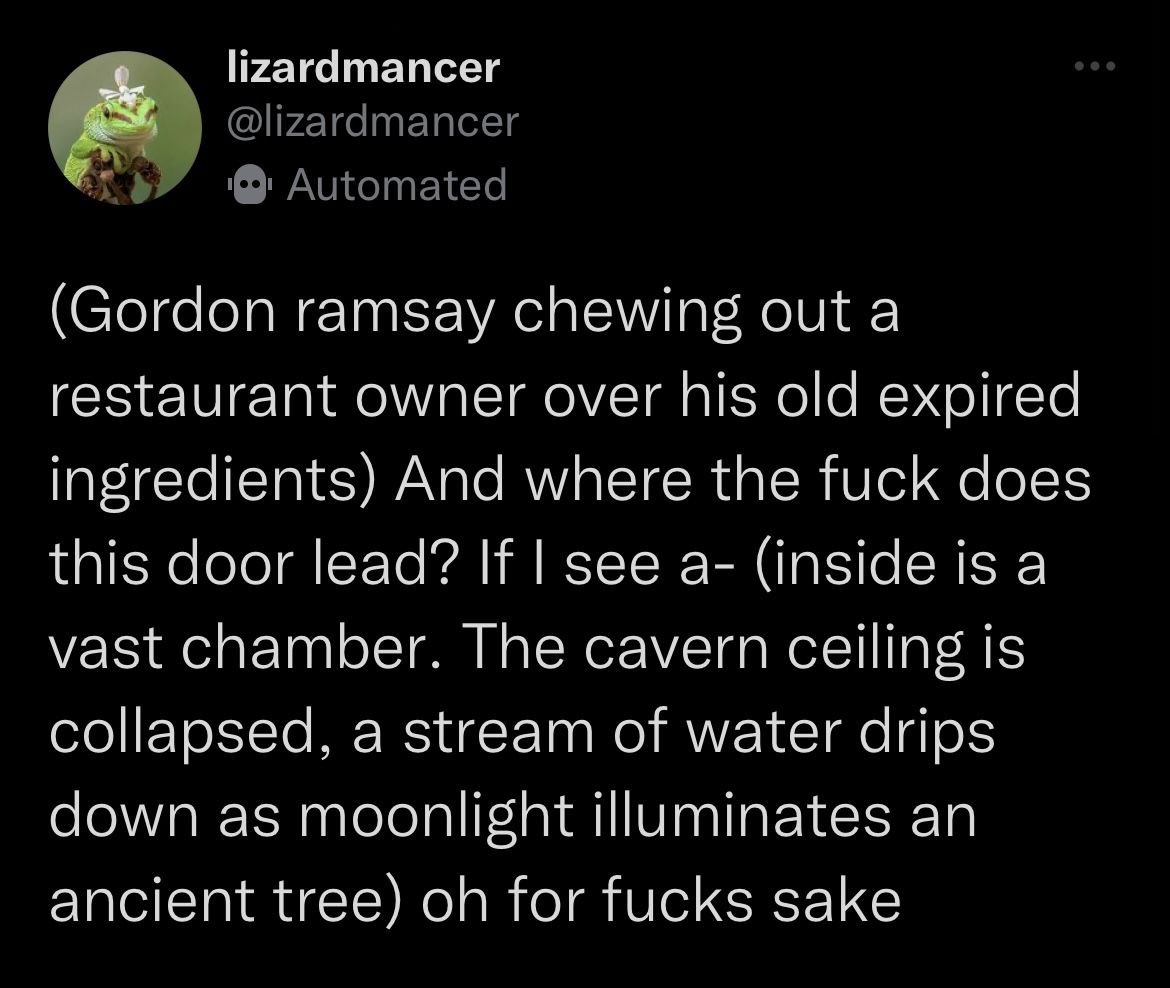 lizardmancer
@lizardmancer
Automated
(Gordon ramsay chewing out a
restaurant owner over his old expired
ingredients) And where the fuck does
this door lead? If I see a- (inside is a
vast chamber. The cavern ceiling is
collapsed, a stream of water drips
down as moonlight illuminates an
ancient tree) oh for fucks sake